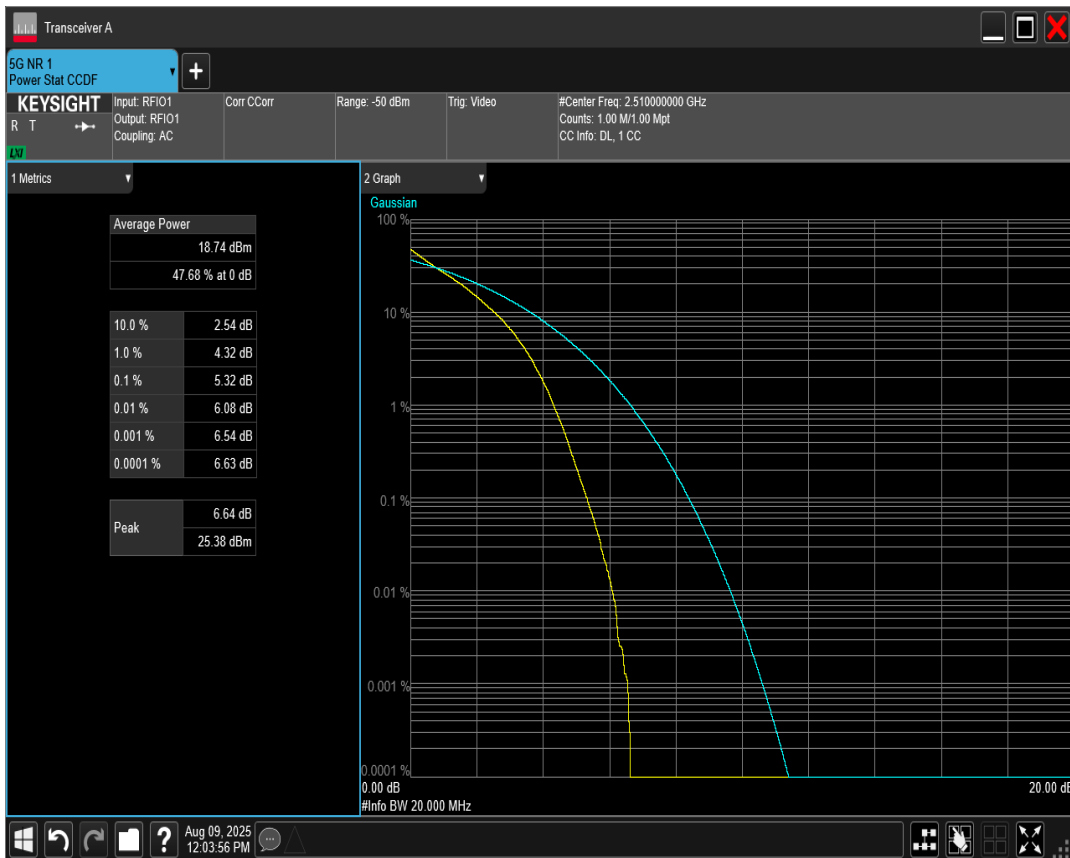 Transceiver A
5G NR 1
Power Stat CCDF
KEYSIGHT
R T
LXI
Input: RFIO1
Output: RFIO1
Coupling: AC
Corr CCorr
Range: -50 dBm
Trig: Video
#Center Freq: 2.510000000 GHz
Counts: 1.00 M/1.00 Mpt
CC Info: DL, 1 CC
1 Metrics
Average Power
18.74 dBm
47.68 % at 0 dB
10.0 % 2.54 dB
1.0 % 4.32 dB
0.1 % 5.32 dB
0.01 % 6.08 dB
0.001 % 6.54 dB
0.0001 % 6.63 dB
Peak
6.64 dB
25.38 dBm
2 Graph
Gaussian
100 %
10 %
1 %
0.1 %
0.01 %
0.001 %
0.0001 %
0.00 dB 20.00 dB
#Info BW 20.000 MHz
? Aug 09, 2025
12:03:56 PM